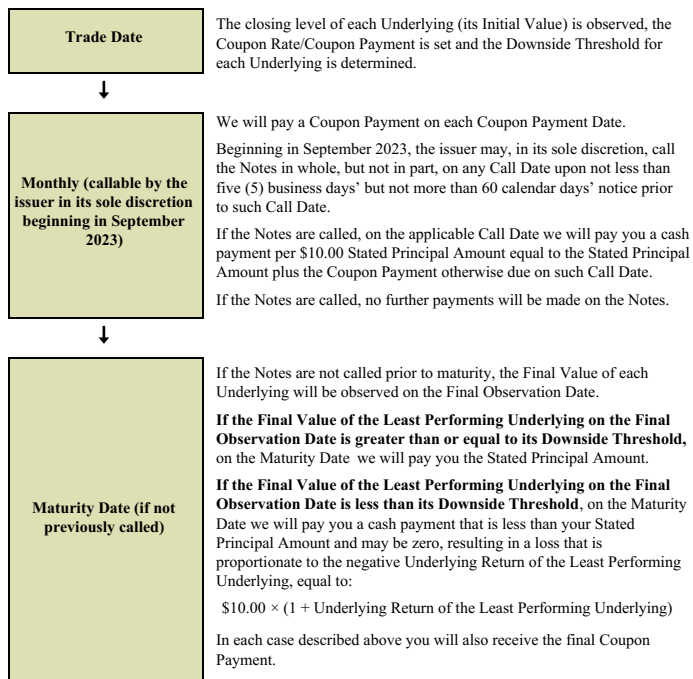 Trade Date
The closing level of each Underlying (its Initial Value) is observed, the
Coupon Rate/Coupon Payment is set and the Downside Threshold for
each Underlying is determined.
Monthly (callable by the
issuer in its sole discretion
beginning in September
2023)
We will pay a Coupon Payment on each Coupon Payment Date.
Beginning in September 2023, the issuer may, in its sole discretion, call
the Notes in whole, but not in part, on any Call Date upon not less than
five (5) business days’ but not more than 60 calendar days’ notice prior
to such Call Date.
If the Notes are called, on the applicable Call Date we will pay you a cash
payment per $10.00 Stated Principal Amount equal to the Stated Principal
Amount plus the Coupon Payment otherwise due on such Call Date.
If the Notes are called, no further payments will be made on the Notes.
Maturity Date (if not
previously called)
If the Notes are not called prior to maturity, the Final Value of each
Underlying will be observed on the Final Observation Date.
If the Final Value of the Least Performing Underlying on the Final
Observation Date is greater than or equal to its Downside Threshold,
on the Maturity Date we will pay you the Stated Principal Amount.
If the Final Value of the Least Performing Underlying on the Final
Observation Date is less than its Downside Threshold, on the Maturity
Date we will pay you a cash payment that is less than your Stated
Principal Amount and may be zero, resulting in a loss that is
proportionate to the negative Underlying Return of the Least Performing
Underlying, equal to:
$10.00 × (1 + Underlying Return of the Least Performing Underlying)
In each case described above you will also receive the final Coupon
Payment.